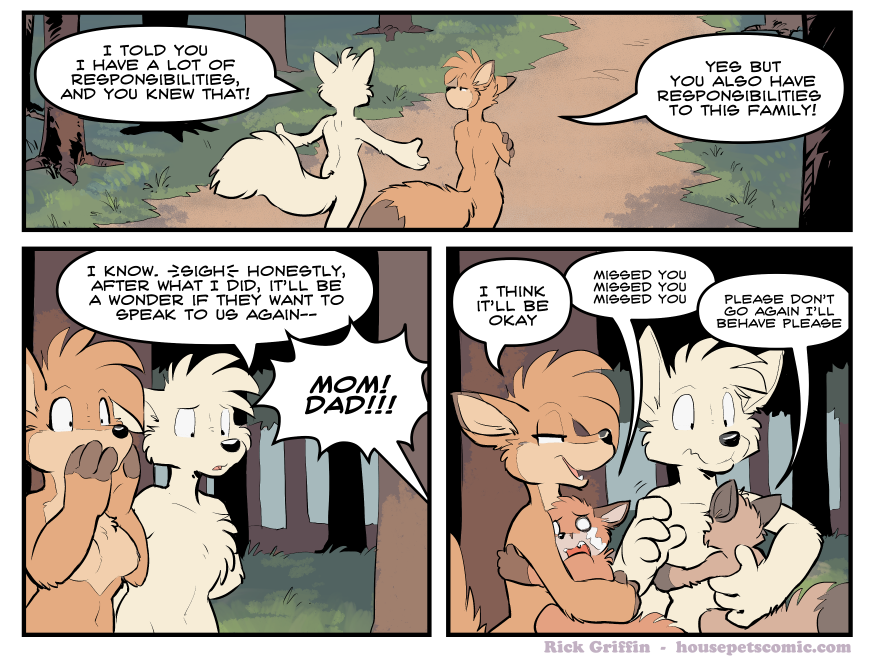 I TOLD YOU
I HAVE A LOT OF
RESPONSIBILITIES,
AND YOU KNEW THAT!
YES BUT
YOU ALSO HAVE
RESPONSIBILITIES
TO THIS FAMILY!
I KNOW. >SIGH< HONESTLY,
AFTER WHAT I DID, IT'LL BE
A WONDER IF THEY WANT TO
SPEAK TO US AGAIN--
MOM!
DAD!!!
I THINK
IT'LL BE
OKAY
MISSED YOU
MISSED YOU
MISSED YOU
PLEASE DON'T
GO AGAIN I'LL
BEHAVE PLEASE
Rick Griffin - housepetscomic.com